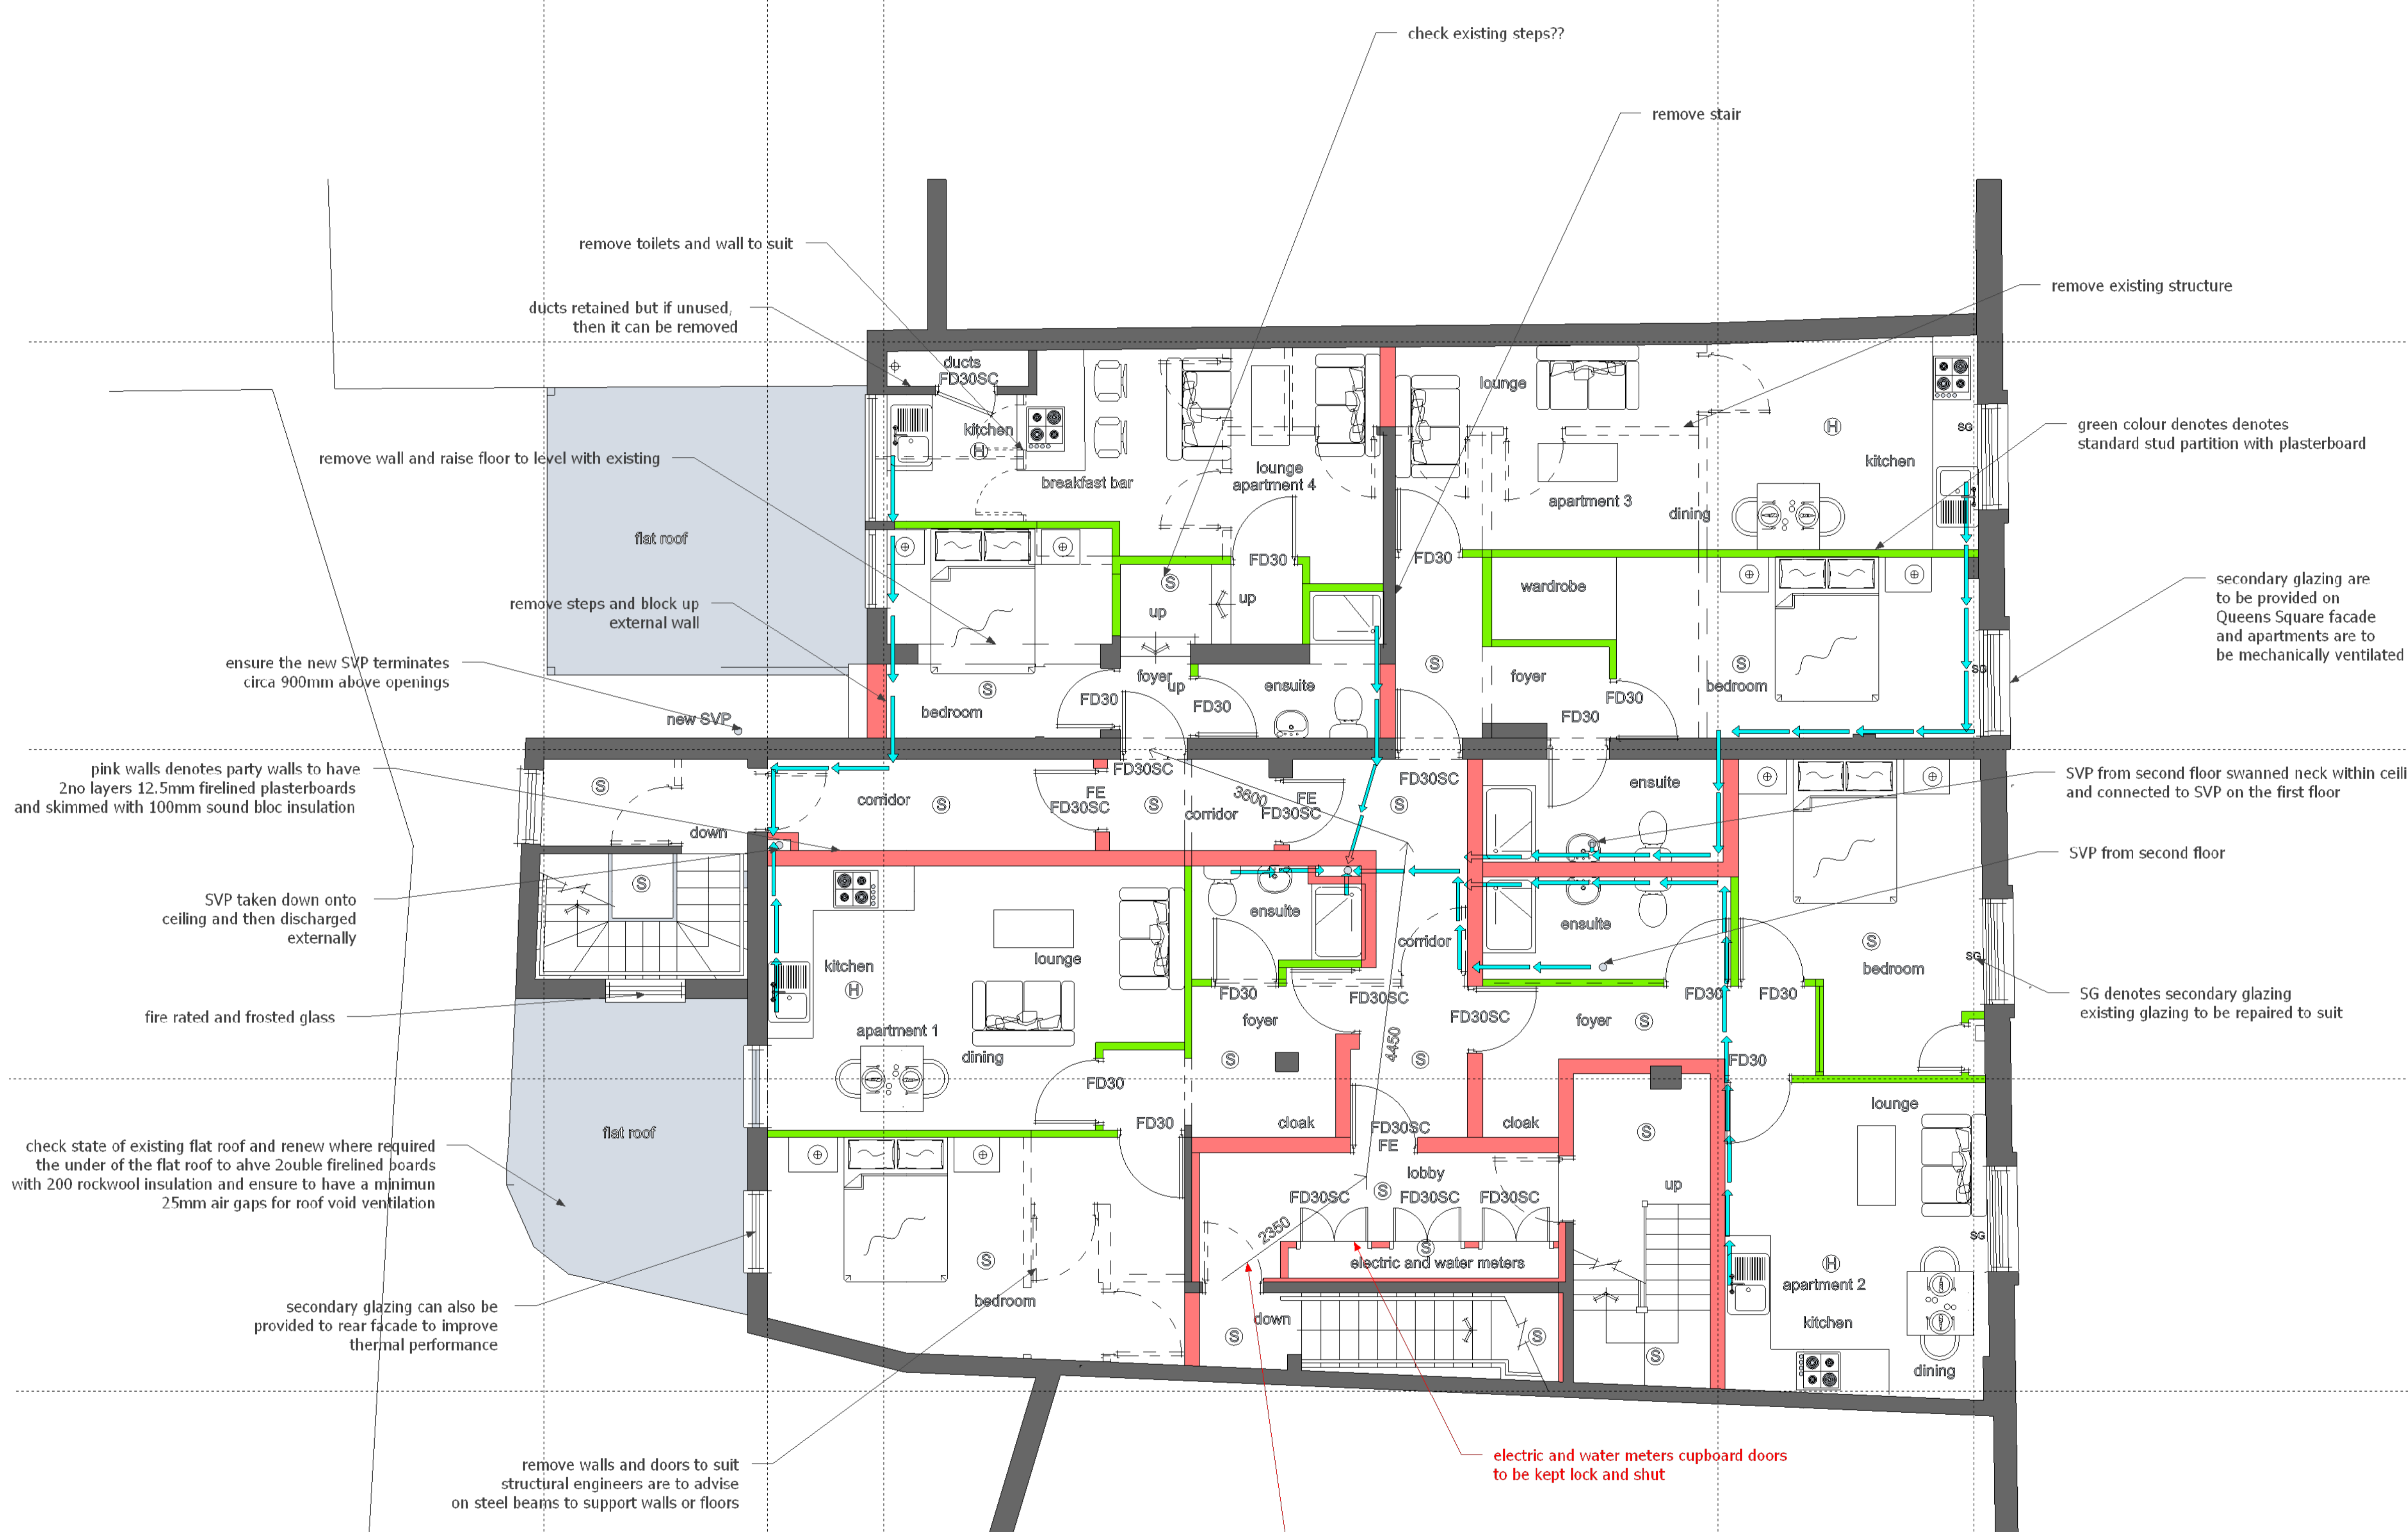 check existing steps??
remove stair
remove toilets and wall to suit
remove existing structure
ducts retained but if unused,
then it can be removed
ducts
FD30SC
lounge
green colour denotes denotes
standard stud partition with plasterboard
kitchen
H
H
SG
kitchen
remove wall and raise floor to level with existing
lounge
apartment 4
breakfast bar
apartment 3
dining
flat roof
FD30
FD30
S
wardrobe
secondary glazing are
to be provided on
Queens Square facade
and apartments are to
be mechanically ventilated
remove steps and block up
external wall
up
up
ensure the new SVP terminates
circa 900mm above openings
S
S
SG
foyer
up
ensuite
foyer
bedroom
S
FD30
FD30
FD30
FD30
bedroom
new SVP
pink walls denotes party walls to have
2no layers 12.5mm firelined plasterboards
and skimmed with 100mm sound bloc insulation
FD30SC
FD30SC
ensuite
SVP from second floor swanned neck within ceili
and connected to SVP on the first floor
S
corridor
S
FE
FD30SC
S
corridor
3600
FE
FD30SC
S
down
SVP from second floor
S
SVP taken down onto
ceiling and then discharged
externally
ensuite
ensuite
corridor
S
kitchen
lounge
SG
bedroom
H
FD30
FD30SC
FD30
FD30
SG denotes secondary glazing
existing glazing to be repaired to suit
fire rated and frosted glass
apartment 1
foyer
FD30SC
foyer
S
dining
S
4450
S
FD30
FD30
lounge
flat roof
FD30
cloak
FD30SC
FE
cloak
S
check state of existing flat roof and renew where required
the under of the flat roof to ahve 2ouble firelined boards
with 200 rockwool insulation and ensure to have a minimun
25mm air gaps for roof void ventilation
lobby
up
FD30SC
S
FD30SC
FD30SC
2350
S
SG
S
electric and water meters
H
apartment 2
secondary glazing can also be
provided to rear facade to improve
thermal performance
bedroom
down
S
S
kitchen
S
dining
remove walls and doors to suit
structural engineers are to advise
on steel beams to support walls or floors
electric and water meters cupboard doors
to be kept lock and shut